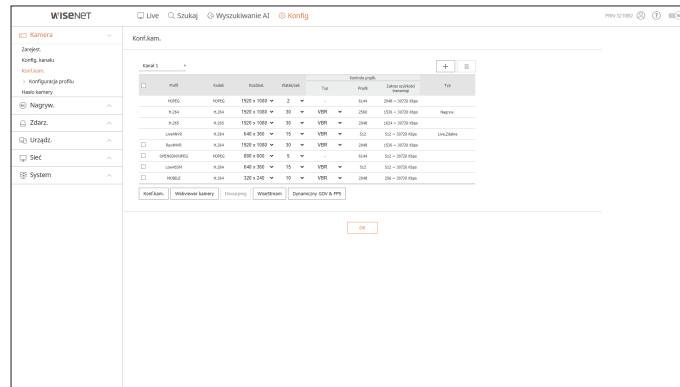 WISENET
Live Szukaj Wyszukiwanie AI Konfig
Kamera
Zarejest.
Konfig. kanału
Konf.kam.
> Konfiguracja profilu
Hasło kamery
Nagryw.
Zdarz.
Urządz.
Sieć
System
Konf.kam.
Kanał 1
+
Kontrola prędk.
Profil Kodek Rozdziel. Klatek/sek Typ Prędk Zakres szybkości transmisji Typ
MJPEG MJPEG 1920 x 1080 2 - 6144 2048 ~ 30720 Kbps
H.264 H.264 1920 x 1080 30 VBR 2560 1536 ~ 30720 Kbps Nagryw.
H.265 H.265 1920 x 1080 30 VBR 2048 1024 ~ 30720 Kbps
LiveNVR H.264 640 x 360 15 VBR 512 512 ~ 30720 Kbps Live,Zdalne
RecNVR H.264 1920 x 1080 30 VBR 2048 1536 ~ 30720 Kbps
MJPEG 800 x 600 5 - 6144 512 ~ 30720 Kbps
H.264 640 x 360 15 VBR 512 512 ~ 30720 Kbps
MOBILE H.264 320 x 240 10 VBR 2048 256 ~ 30720 Kbps
Konf.kam. Webviewer kamery Dewarping WiseStream Dynamiczny GOV & FPS
OK